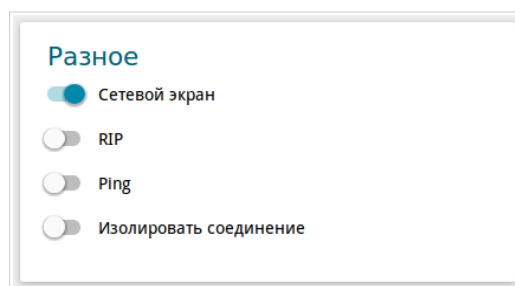 Разное
Сетевой экран
RIP
Ping
Изолировать соединение